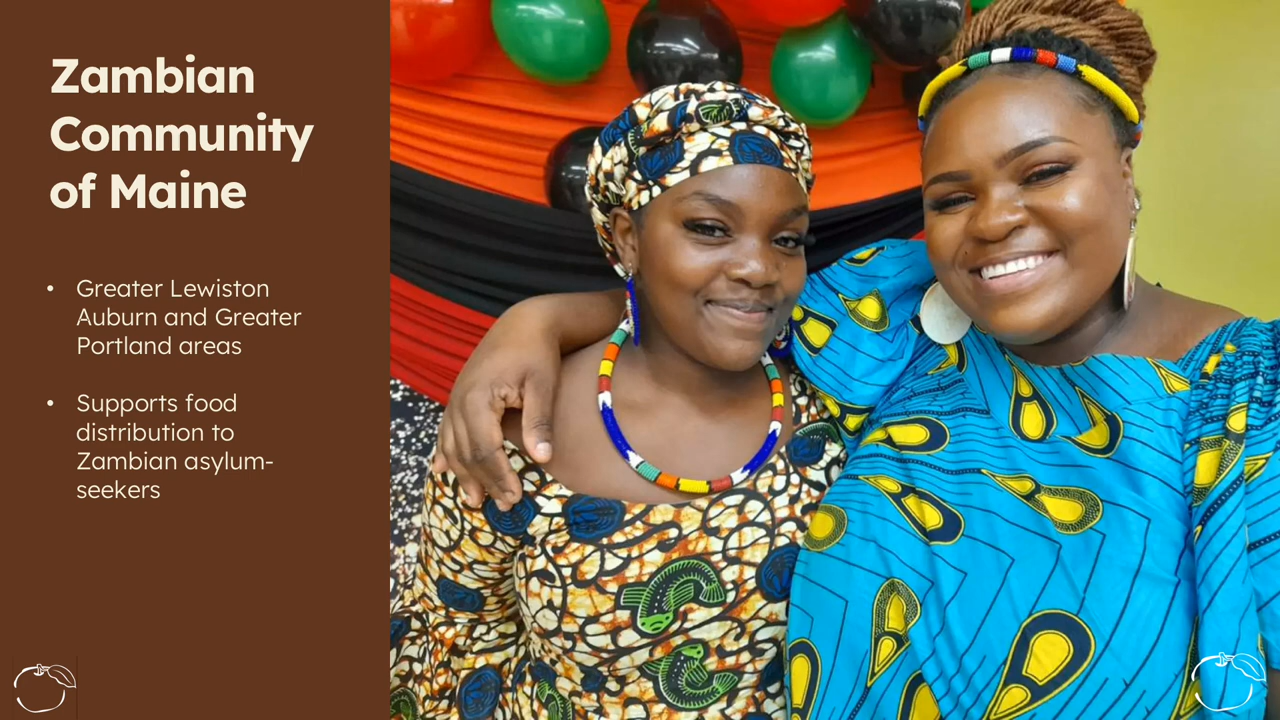 Zambian
Community
of Maine
• Greater Lewiston
Auburn and Greater
Portland areas
• Supports food
distribution to
Zambian asylum-
seekers